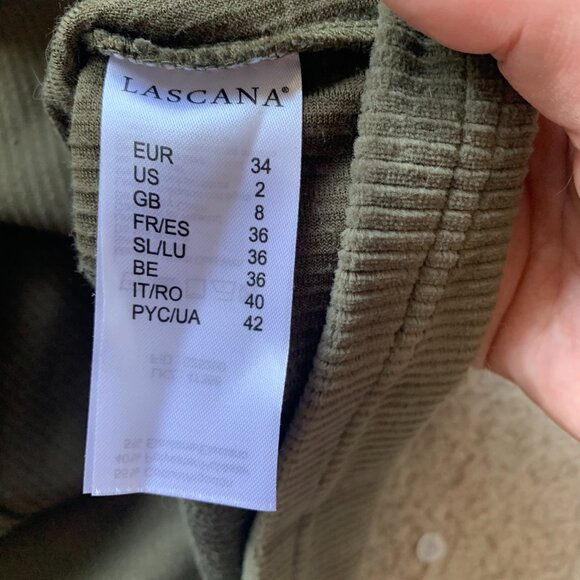 LASCANA®
EUR 34
US 2
GB 8
FR/ES 36
SL/LU 36
BE 36
IT/RO 40
PYC/UA 42